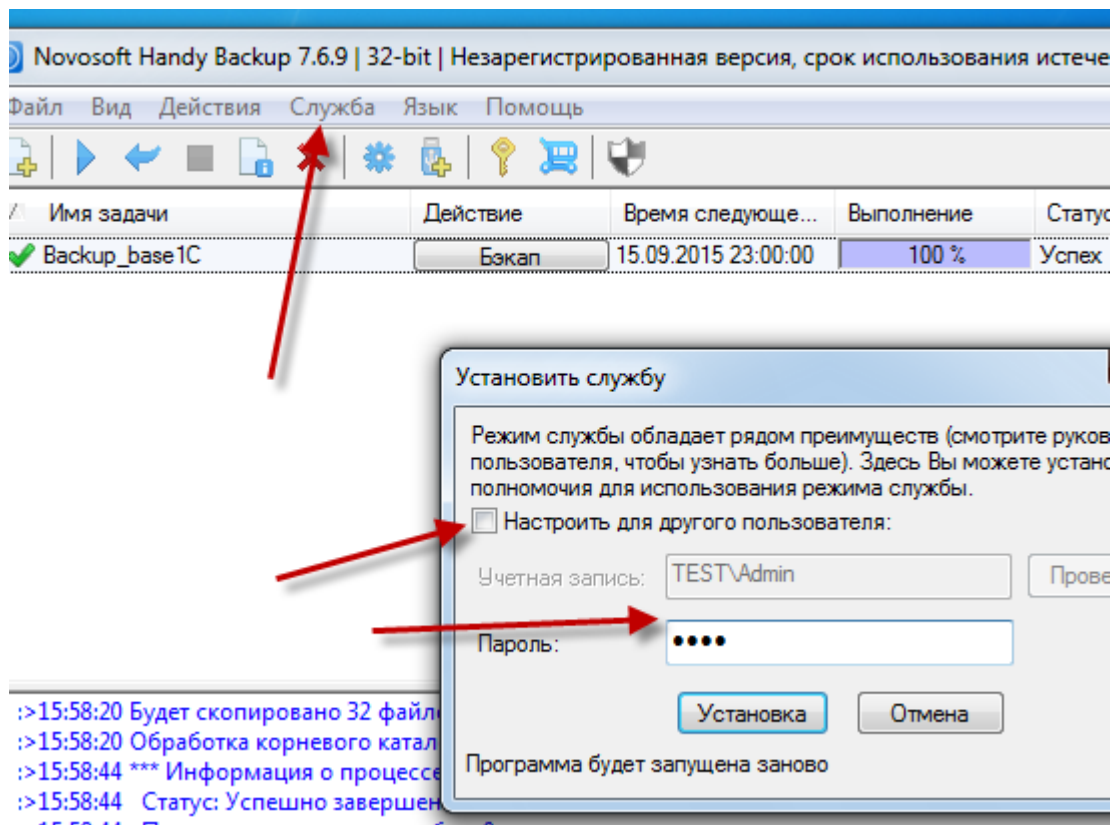 Novosoft Handy Backup 7.6.9 | 32-bit | Незарегистрированная версия, срок использования истече
Файл Вид Действия Служба Язык Помощь
Имя задачи Действие Время следующе... Выполнение Статус
Backup_base1C Бэкап 15.09.2015 23:00:00 100 % Успех
Установить службу
Режим службы обладает рядом преимуществ (смотрите руков
пользователя, чтобы узнать больше). Здесь Вы можете устано
полномочия для использования режима службы.
Настроить для другого пользователя:
Учетная запись: TEST\Admin Прове
Пароль: ••••
Установка Отмена
Программа будет запущена заново
:>15:58:20 Будет скопировано 32 файл
:>15:58:20 Обработка корневого катал
:>15:58:44 *** Информация о процессе
:>15:58:44 Статус: Успешно завершен